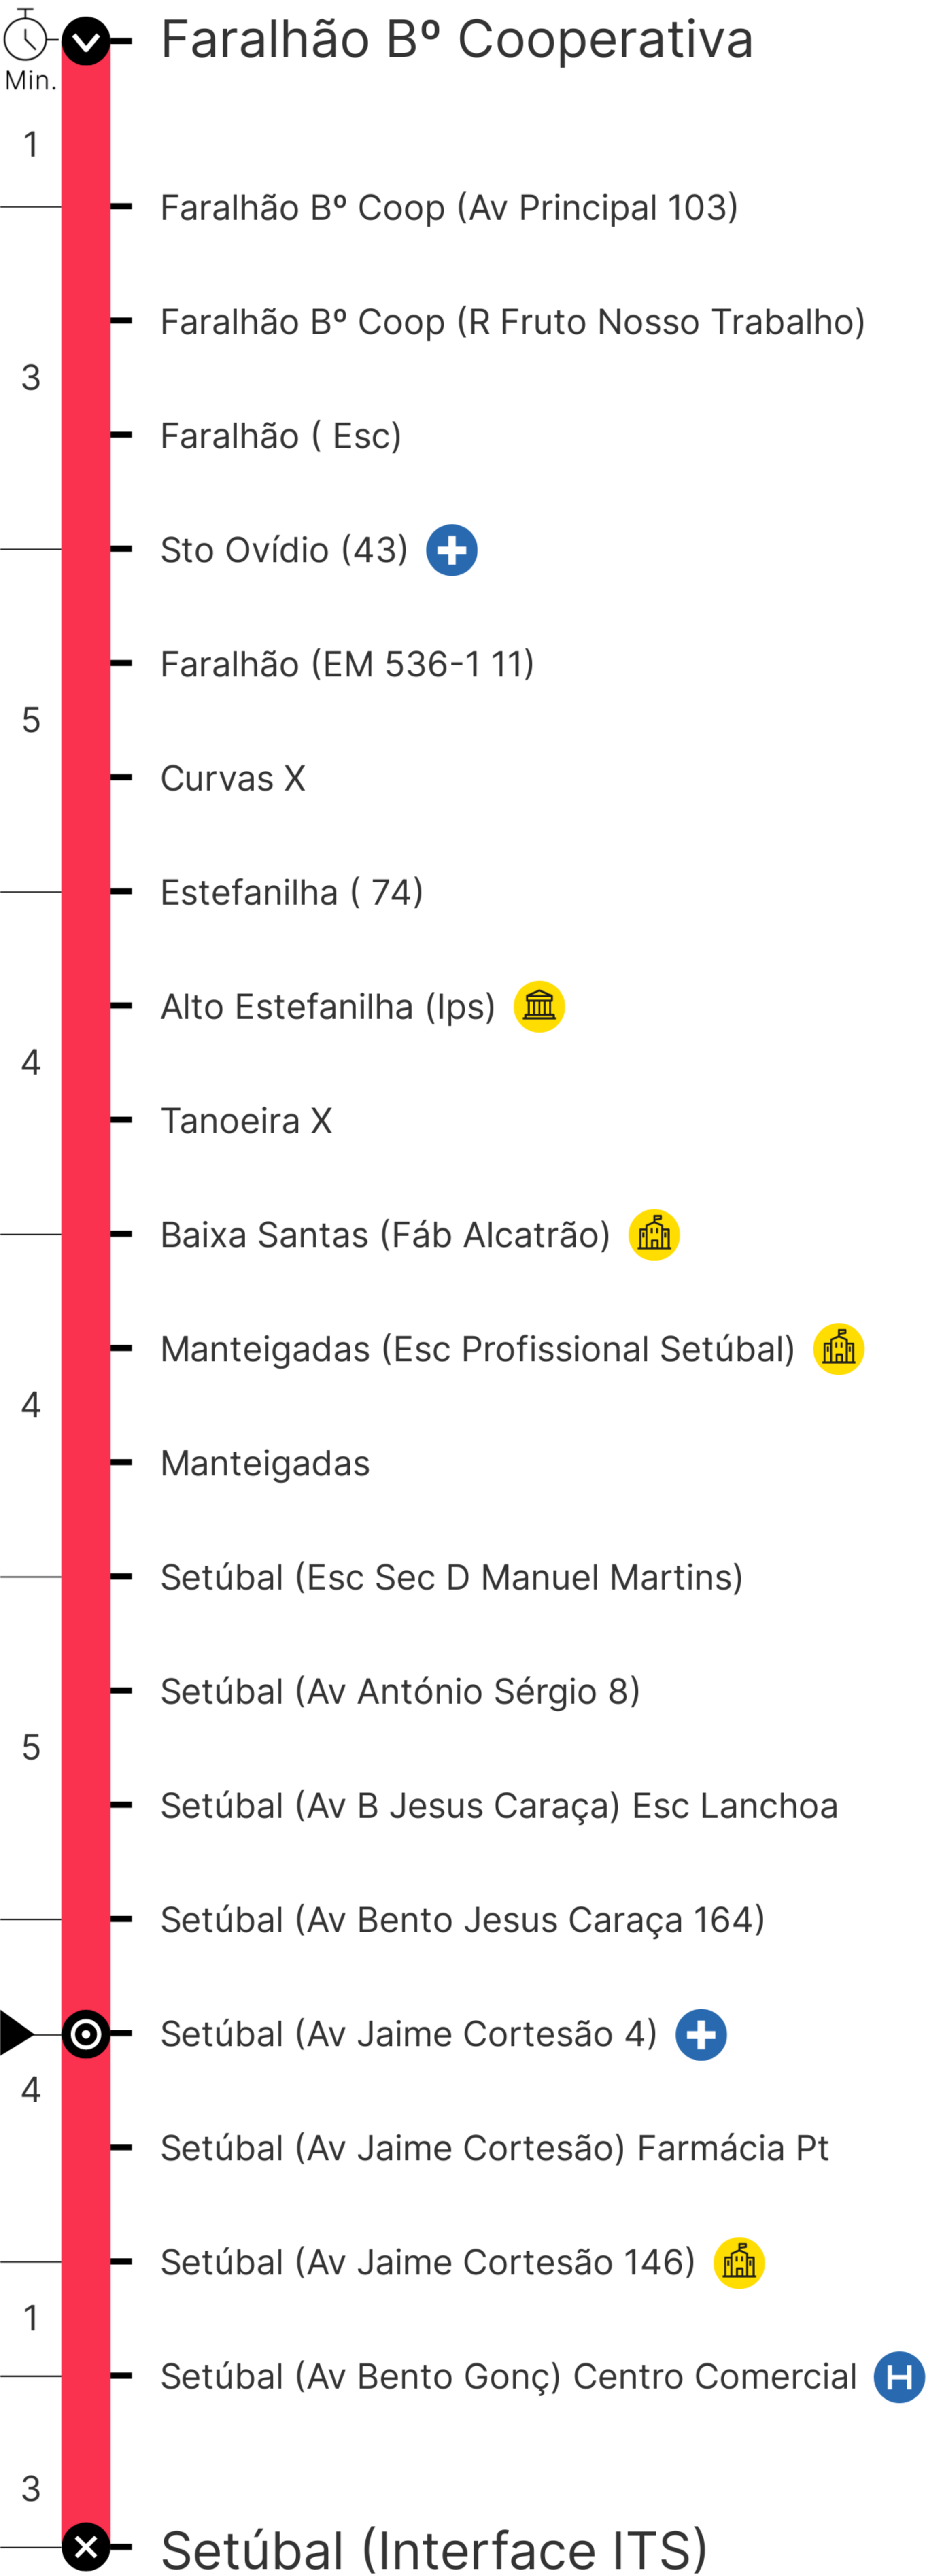 Faralhão Bº Cooperativa
Min.
1
Faralhão Bº Coop (Av Principal 103)
Faralhão Bº Coop (R Fruto Nosso Trabalho)
3
Faralhão ( Esc)
Sto Ovídio (43)
Faralhão (EM 536-1 11)
5
Curvas X
Estefanilha ( 74)
Alto Estefanilha (Ips)
4
Tanoeira X
Baixa Santas (Fáb Alcatrão)
Manteigadas (Esc Profissional Setúbal)
4
Manteigadas
Setúbal (Esc Sec D Manuel Martins)
Setúbal (Av António Sérgio 8)
5
Setúbal (Av B Jesus Caraça) Esc Lanchoa
Setúbal (Av Bento Jesus Caraça 164)
Setúbal (Av Jaime Cortesão 4)
4
Setúbal (Av Jaime Cortesão) Farmácia Pt
Setúbal (Av Jaime Cortesão 146)
1
Setúbal (Av Bento Gonç) Centro Comercial H
3
Setúbal (Interface ITS)